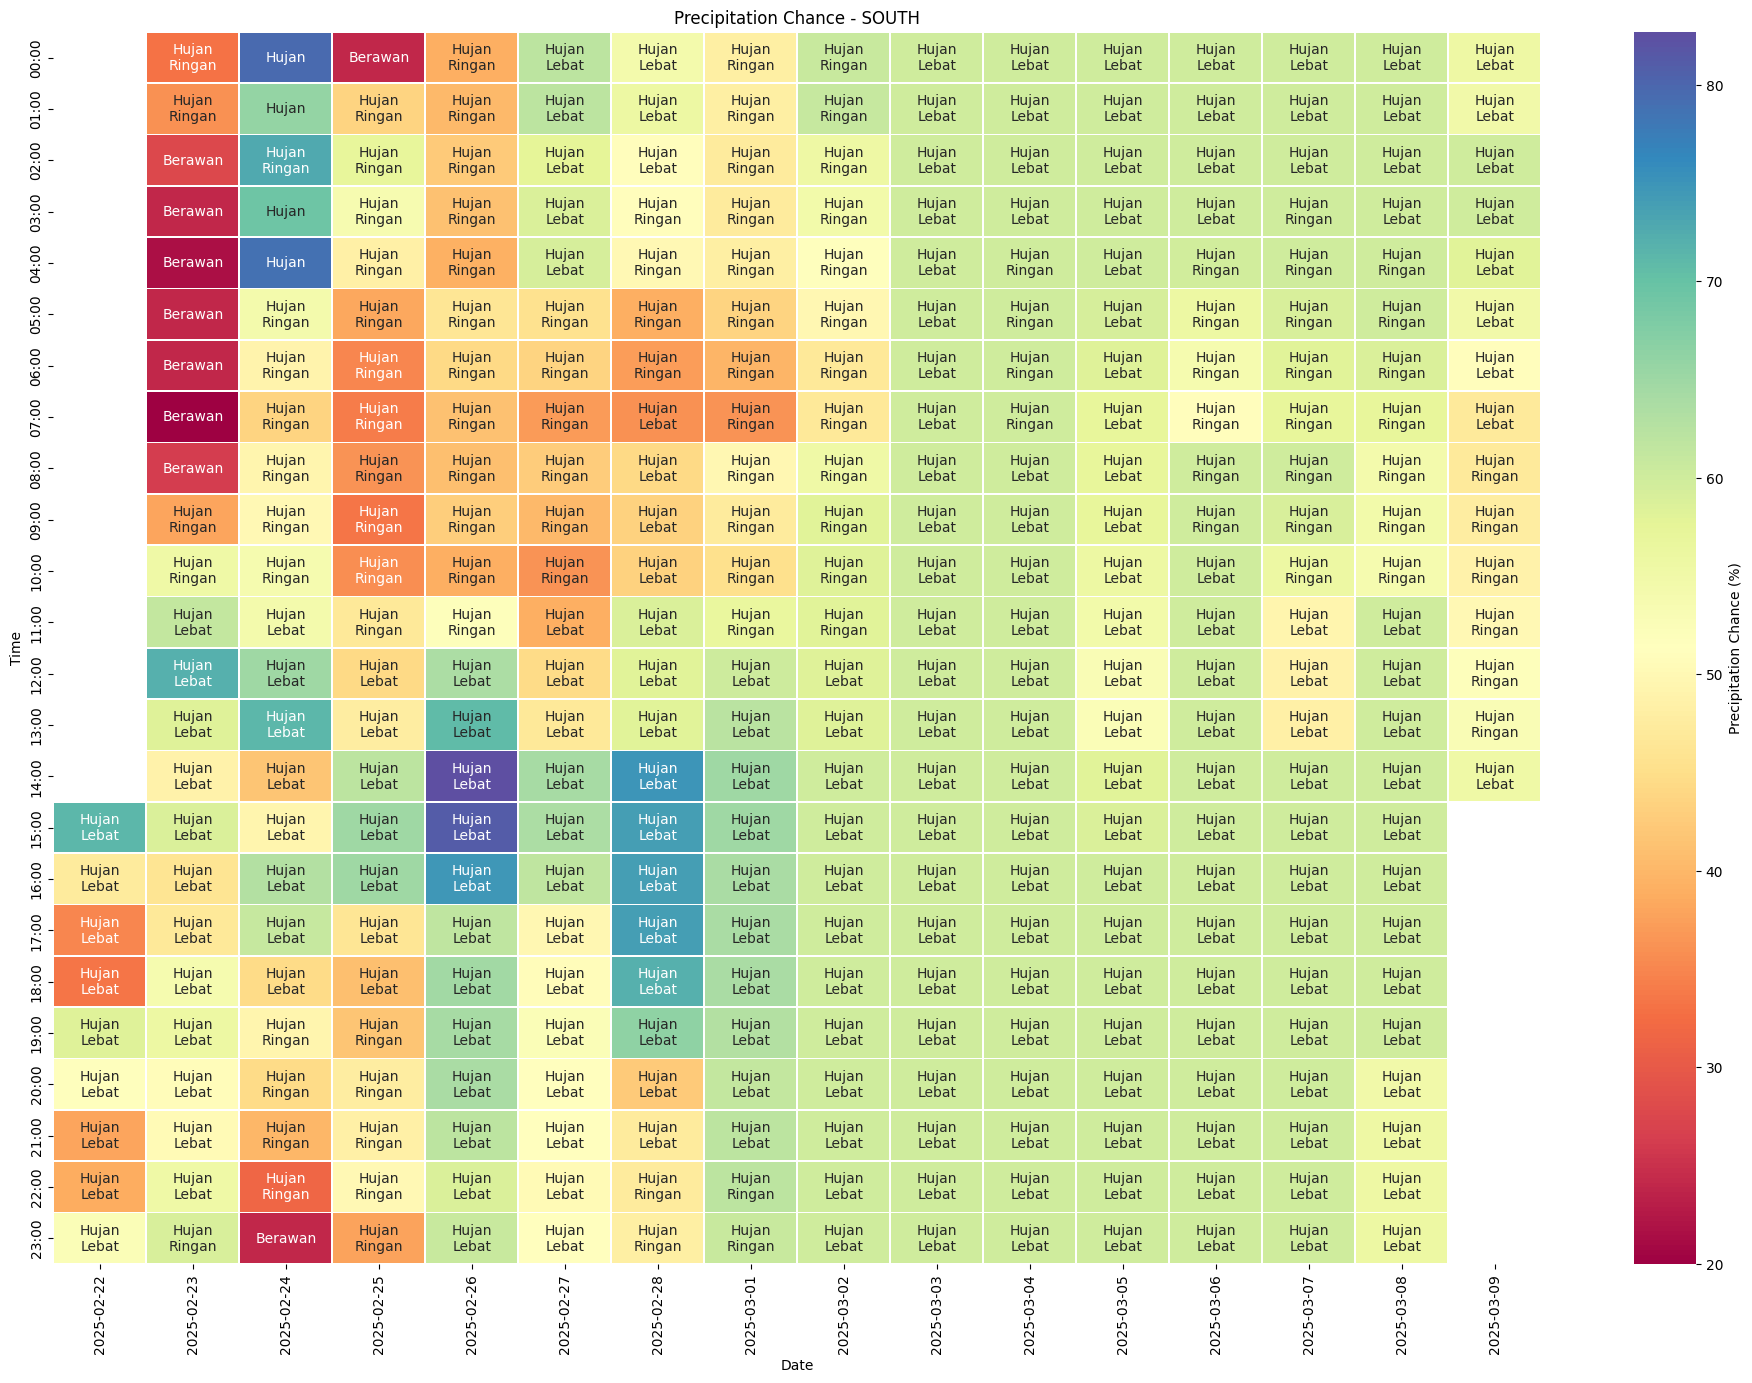 Precipitation Chance - SOUTH
00:00 Hujan Ringan Hujan Berawan Hujan Ringan Hujan Lebat Hujan Lebat Hujan Ringan Hujan Ringan Hujan Lebat Hujan Lebat Hujan Lebat Hujan Lebat Hujan Lebat Hujan Lebat Hujan Lebat
01:00 Hujan Ringan Hujan Hujan Ringan Hujan Ringan Hujan Lebat Hujan Lebat Hujan Ringan Hujan Ringan Hujan Lebat Hujan Lebat Hujan Lebat Hujan Lebat Hujan Lebat Hujan Lebat Hujan Lebat
02:00 Berawan Hujan Ringan Hujan Ringan Hujan Ringan Hujan Lebat Hujan Lebat Hujan Ringan Hujan Ringan Hujan Lebat Hujan Lebat Hujan Lebat Hujan Lebat Hujan Lebat Hujan Lebat Hujan Lebat
03:00 Berawan Hujan Hujan Ringan Hujan Ringan Hujan Lebat Hujan Ringan Hujan Ringan Hujan Ringan Hujan Lebat Hujan Lebat Hujan Lebat Hujan Lebat Hujan Ringan Hujan Lebat Hujan Lebat
04:00 Berawan Hujan Hujan Ringan Hujan Ringan Hujan Lebat Hujan Ringan Hujan Ringan Hujan Ringan Hujan Lebat Hujan Ringan Hujan Lebat Hujan Ringan Hujan Ringan Hujan Ringan Hujan Lebat
05:00 Berawan Hujan Ringan Hujan Ringan Hujan Ringan Hujan Ringan Hujan Ringan Hujan Ringan Hujan Ringan Hujan Lebat Hujan Ringan Hujan Lebat Hujan Ringan Hujan Ringan Hujan Ringan Hujan Lebat
06:00 Berawan Hujan Ringan Hujan Ringan Hujan Ringan Hujan Ringan Hujan Ringan Hujan Ringan Hujan Ringan Hujan Lebat Hujan Ringan Hujan Lebat Hujan Ringan Hujan Ringan Hujan Ringan Hujan Lebat
07:00 Berawan Hujan Ringan Hujan Ringan Hujan Ringan Hujan Ringan Hujan Lebat Hujan Ringan Hujan Ringan Hujan Lebat Hujan Ringan Hujan Lebat Hujan Ringan Hujan Ringan Hujan Ringan Hujan Lebat
08:00 Berawan Hujan Ringan Hujan Ringan Hujan Ringan Hujan Ringan Hujan Lebat Hujan Ringan Hujan Ringan Hujan Lebat Hujan Lebat Hujan Lebat Hujan Ringan Hujan Ringan Hujan Ringan Hujan Ringan
09:00 Hujan Ringan Hujan Ringan Hujan Ringan Hujan Ringan Hujan Ringan Hujan Lebat Hujan Ringan Hujan Ringan Hujan Lebat Hujan Lebat Hujan Lebat Hujan Ringan Hujan Ringan Hujan Ringan Hujan Ringan
10:00 Hujan Ringan Hujan Ringan Hujan Ringan Hujan Ringan Hujan Ringan Hujan Lebat Hujan Ringan Hujan Ringan Hujan Lebat Hujan Lebat Hujan Lebat Hujan Lebat Hujan Ringan Hujan Ringan Hujan Ringan
11:00 Hujan Lebat Hujan Lebat Hujan Ringan Hujan Ringan Hujan Lebat Hujan Lebat Hujan Ringan Hujan Ringan Hujan Lebat Hujan Lebat Hujan Lebat Hujan Lebat Hujan Lebat Hujan Lebat Hujan Ringan
12:00 Hujan Lebat Hujan Lebat Hujan Lebat Hujan Lebat Hujan Lebat Hujan Lebat Hujan Lebat Hujan Lebat Hujan Lebat Hujan Lebat Hujan Lebat Hujan Lebat Hujan Lebat Hujan Lebat Hujan Ringan
13:00 Hujan Lebat Hujan Lebat Hujan Lebat Hujan Lebat Hujan Lebat Hujan Lebat Hujan Lebat Hujan Lebat Hujan Lebat Hujan Lebat Hujan Lebat Hujan Lebat Hujan Lebat Hujan Lebat Hujan Ringan
14:00 Hujan Lebat Hujan Lebat Hujan Lebat Hujan Lebat Hujan Lebat Hujan Lebat Hujan Lebat Hujan Lebat Hujan Lebat Hujan Lebat Hujan Lebat Hujan Lebat Hujan Lebat Hujan Lebat Hujan Lebat
15:00 Hujan Lebat Hujan Lebat Hujan Lebat Hujan Lebat Hujan Lebat Hujan Lebat Hujan Lebat Hujan Lebat Hujan Lebat Hujan Lebat Hujan Lebat Hujan Lebat Hujan Lebat Hujan Lebat Hujan Lebat
16:00 Hujan Lebat Hujan Lebat Hujan Lebat Hujan Lebat Hujan Lebat Hujan Lebat Hujan Lebat Hujan Lebat Hujan Lebat Hujan Lebat Hujan Lebat Hujan Lebat Hujan Lebat Hujan Lebat Hujan Lebat
17:00 Hujan Lebat Hujan Lebat Hujan Lebat Hujan Lebat Hujan Lebat Hujan Lebat Hujan Lebat Hujan Lebat Hujan Lebat Hujan Lebat Hujan Lebat Hujan Lebat Hujan Lebat Hujan Lebat Hujan Lebat
18:00 Hujan Lebat Hujan Lebat Hujan Lebat Hujan Lebat Hujan Lebat Hujan Lebat Hujan Lebat Hujan Lebat Hujan Lebat Hujan Lebat Hujan Lebat Hujan Lebat Hujan Lebat Hujan Lebat Hujan Lebat
19:00 Hujan Lebat Hujan Lebat Hujan Ringan Hujan Ringan Hujan Lebat Hujan Lebat Hujan Lebat Hujan Lebat Hujan Lebat Hujan Lebat Hujan Lebat Hujan Lebat Hujan Lebat Hujan Lebat Hujan Lebat
20:00 Hujan Lebat Hujan Lebat Hujan Ringan Hujan Ringan Hujan Lebat Hujan Lebat Hujan Lebat Hujan Lebat Hujan Lebat Hujan Lebat Hujan Lebat Hujan Lebat Hujan Lebat Hujan Lebat Hujan Lebat
21:00 Hujan Lebat Hujan Lebat Hujan Ringan Hujan Ringan Hujan Lebat Hujan Lebat Hujan Lebat Hujan Lebat Hujan Lebat Hujan Lebat Hujan Lebat Hujan Lebat Hujan Lebat Hujan Lebat Hujan Lebat
22:00 Hujan Lebat Hujan Lebat Hujan Ringan Hujan Ringan Hujan Lebat Hujan Lebat Hujan Ringan Hujan Ringan Hujan Lebat Hujan Lebat Hujan Lebat Hujan Lebat Hujan Lebat Hujan Lebat Hujan Lebat
23:00 Hujan Lebat Hujan Ringan Berawan Hujan Ringan Hujan Lebat Hujan Lebat Hujan Ringan Hujan Ringan Hujan Lebat Hujan Lebat Hujan Lebat Hujan Lebat Hujan Lebat Hujan Lebat Hujan Lebat
2025-02-22 2025-02-23 2025-02-24 2025-02-25 2025-02-26 2025-02-27 2025-02-28 2025-03-01 2025-03-02 2025-03-03 2025-03-04 2025-03-05 2025-03-06 2025-03-07 2025-03-08 2025-03-09
Time
Date
80
70
60
50
40
30
20
Precipitation Chance (%)